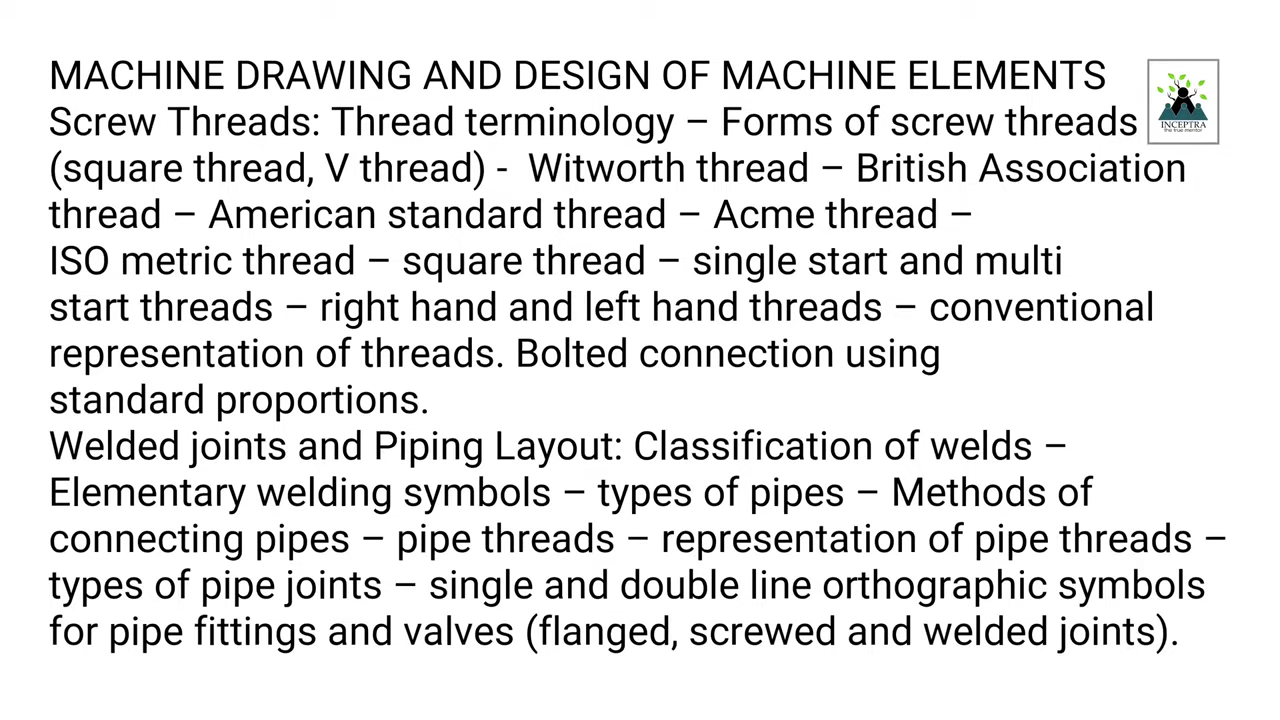 MACHINE DRAWING AND DESIGN OF MACHINE ELEMENTS
Screw Threads: Thread terminology – Forms of screw threads
(square thread, V thread) -  Witworth thread – British Association
thread – American standard thread – Acme thread –
ISO metric thread – square thread – single start and multi
start threads – right hand and left hand threads – conventional
representation of threads. Bolted connection using
standard proportions.
Welded joints and Piping Layout: Classification of welds –
Elementary welding symbols – types of pipes – Methods of
connecting pipes – pipe threads – representation of pipe threads –
types of pipe joints – single and double line orthographic symbols
for pipe fittings and valves (flanged, screwed and welded joints).
INCEPTRA
the true mentor